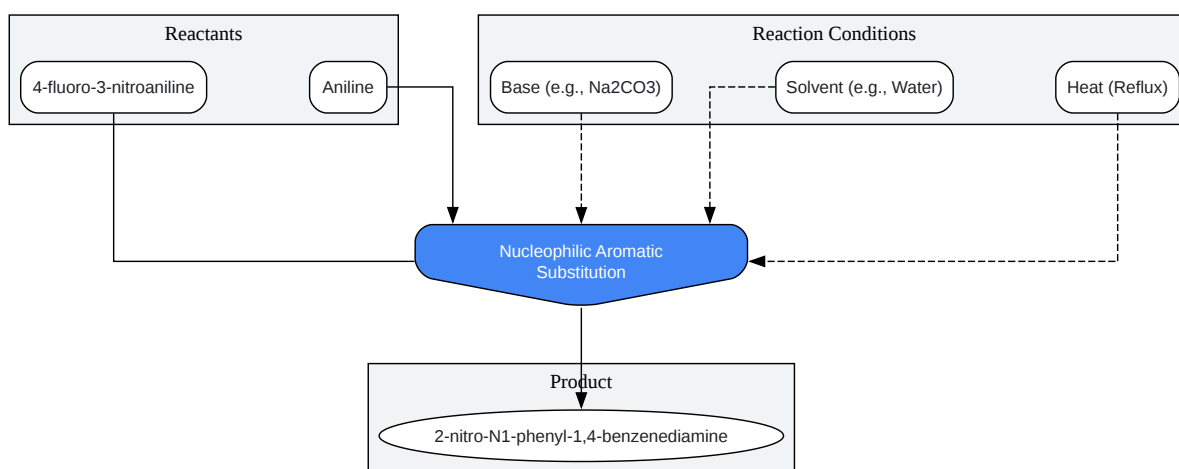 Reactants
Reaction Conditions
4-fluoro-3-nitroaniline
Aniline
Base (e.g., Na2CO3)
Solvent (e.g., Water)
Heat (Reflux)
Nucleophilic Aromatic
Substitution
Product
2-nitro-N1-phenyl-1,4-benzenediamine